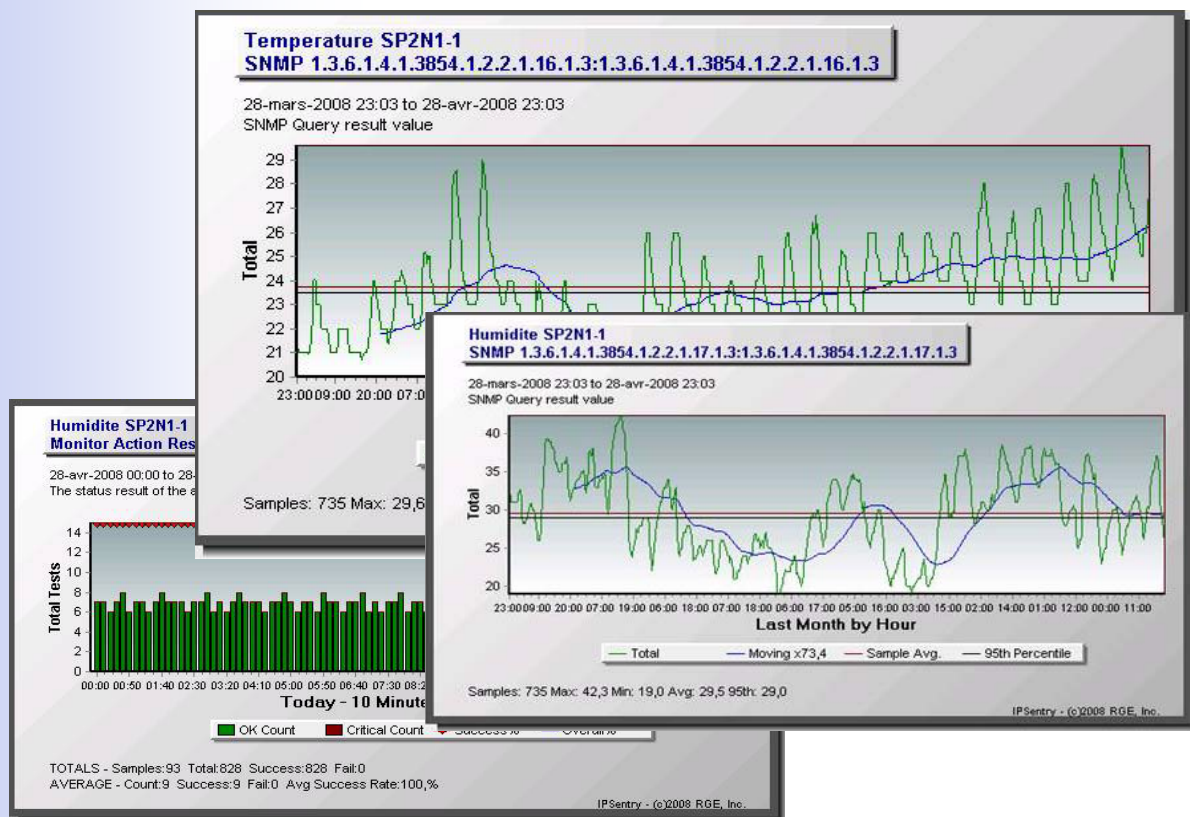 Temperature SP2N1-1
SNMP 1.3.6.1.4.1.3854.1.2.2.1.16.1.3:1.3.6.1.4.1.3854.1.2.2.1.16.1.3
28-mars-2008 23:03 to 28-avr-2008 23:03
SNMP Query result value
Total
29
28
27
26
25
24
23
22
21
20
23:00 09:00 20:00 07:0
Samples: 735 Max: 29,6
Humidite SP2N1-1
SNMP 1.3.6.1.4.1.3854.1.2.2.1.17.1.3:1.3.6.1.4.1.3854.1.2.2.1.17.1.3
28-mars-2008 23:03 to 28-avr-2008 23:03
SNMP Query result value
Total
40
35
30
25
20
23:00 09:00 20:00 07:00 19:00 06:00 18:00 07:00 18:00 06:00 17:00 05:00 16:00 03:00 15:00 02:00 14:00 01:00 12:00 00:00 11:00
Last Month by Hour
Total Moving x73,4 Sample Avg. 95th Percentile
Samples: 735 Max: 42,3 Min: 19,0 Avg: 29,5 95th: 29,0
IPSentry - (c)2008 RGE, Inc.
Humidite SP2N1-1
Monitor Action Res
28-avr-2008 00:00 to 28-
The status result of the a
Total Tests
14
12
10
8
6
4
2
0
00:00 00:50 01:40 02:30 03:20 04:10 05:00 05:50 06:40 07:30 08:2
Today - 10 Minute
OK Count Critical Count Success% Overall%
TOTALS - Samples:93 Total:828 Success:828 Fail:0
AVERAGE - Count:9 Success:9 Fail:0 Avg Success Rate:100,%
IPSentry - (c)2008 RGE, Inc.